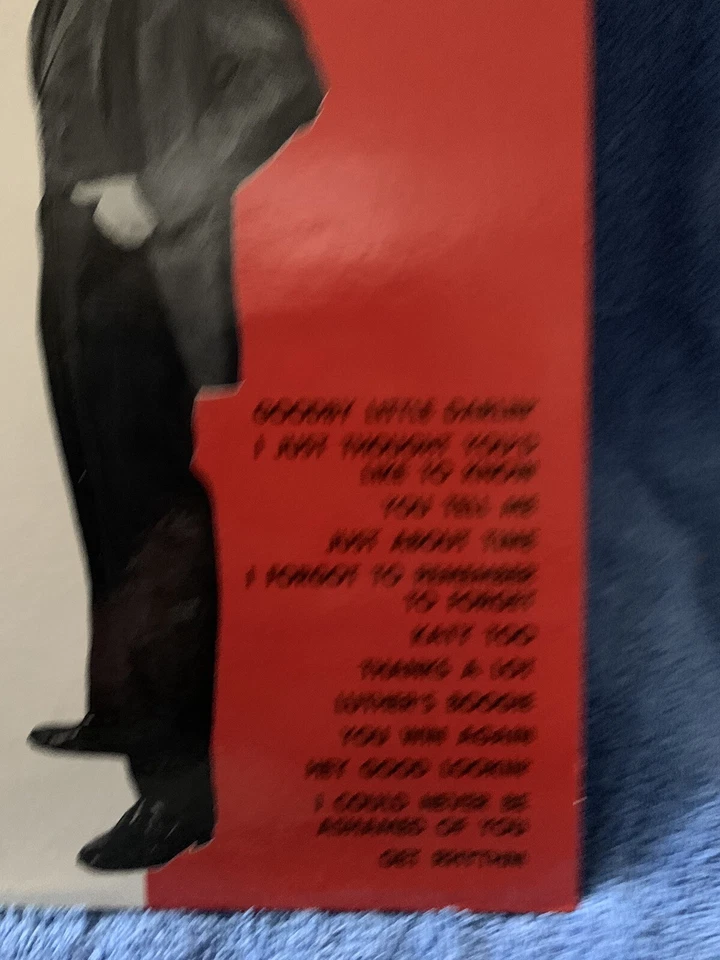 GOODBY LITTLE DARLIN'
I JUST THOUGHT YOU'D
LIKE TO KNOW
YOU TELL ME
JUST ABOUT TIME
I FORGOT TO REMEMBER
TO FORGET
KATY TOO
THANKS A LOT
LUTHER'S BOOGIE
YOU WIN AGAIN
HEY GOOD LOOKIN'
I COULD NEVER BE
ASHAMED OF YOU
GET RHYTHM